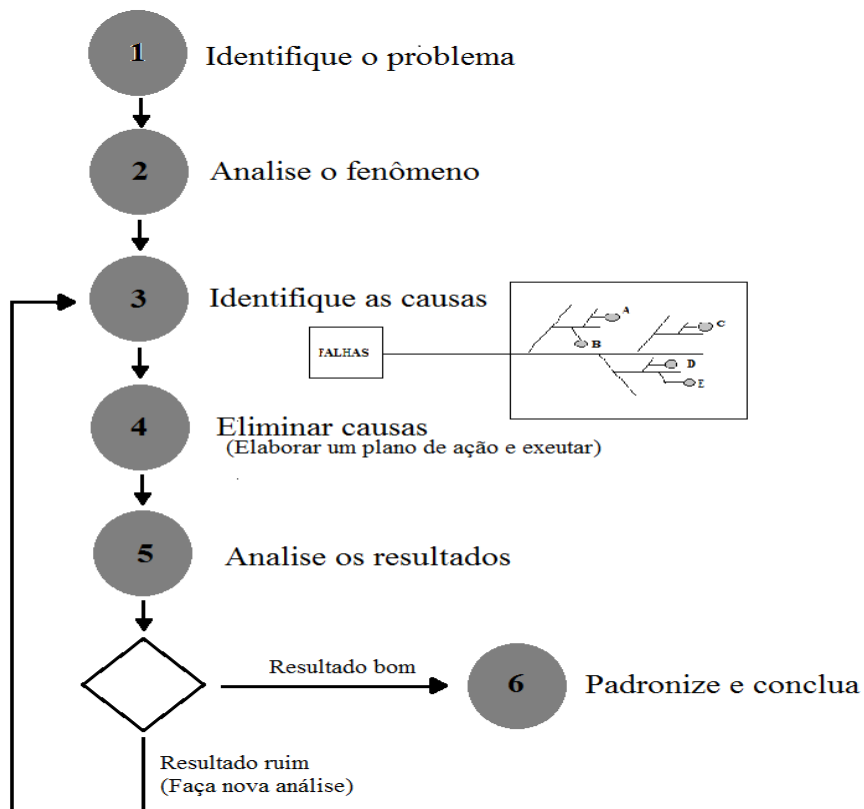 1
Identifique o problema
2
Analise o fenômeno
3
Identifique as causas
FALHAS
A
B
C
D
E
4
Eliminar causas
(Elaborar um plano de ação e exeutar)
5
Analise os resultados
Resultado bom
6
Padronize e conclua
Resultado ruim
(Faça nova análise)